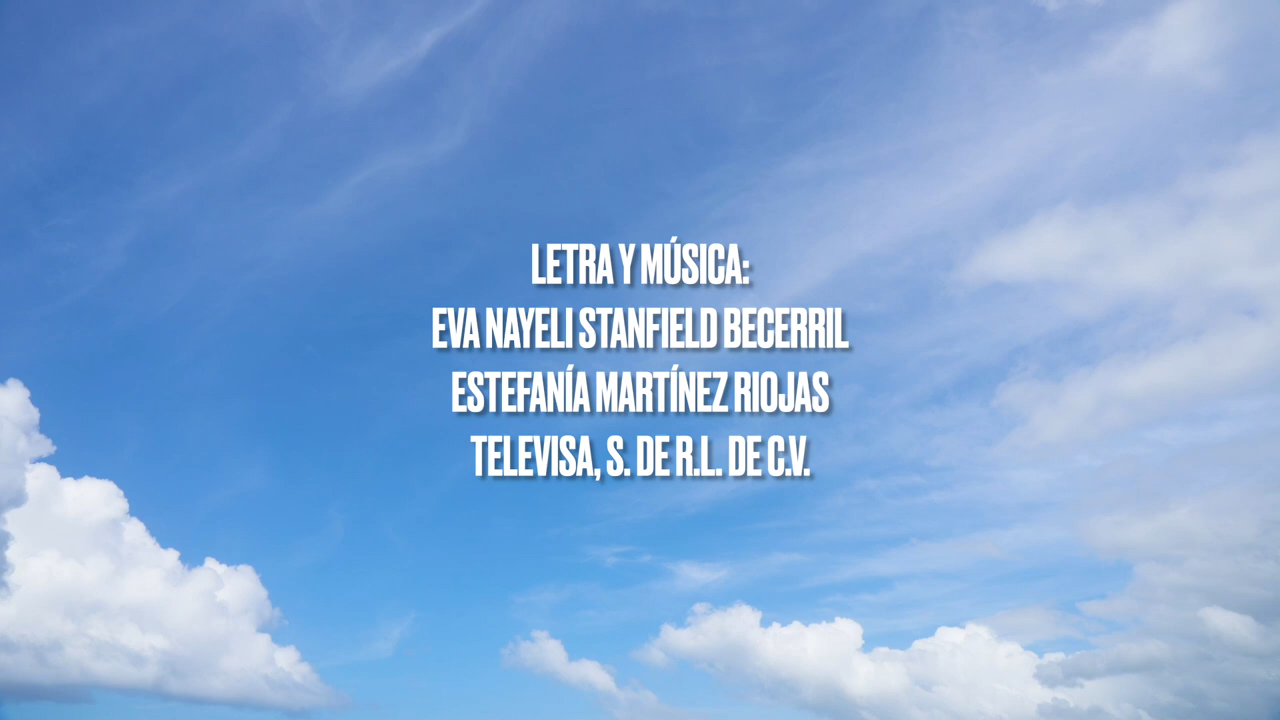 LETRA Y MÚSICA:
EVA NAYELI STANFIELD BECERRIL
ESTEFANÍA MARTÍNEZ RIOJAS
TELEVISA, S. DE R.L. DE C.V.